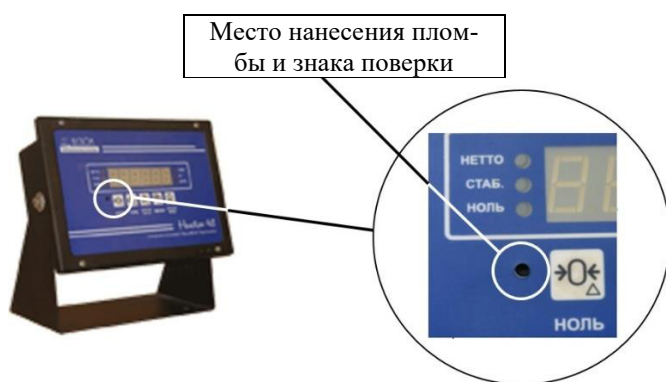 Место нанесения плом-
бы и знака поверки
НЕТТО
СТАБ.
НОЛЬ
НОЛЬ